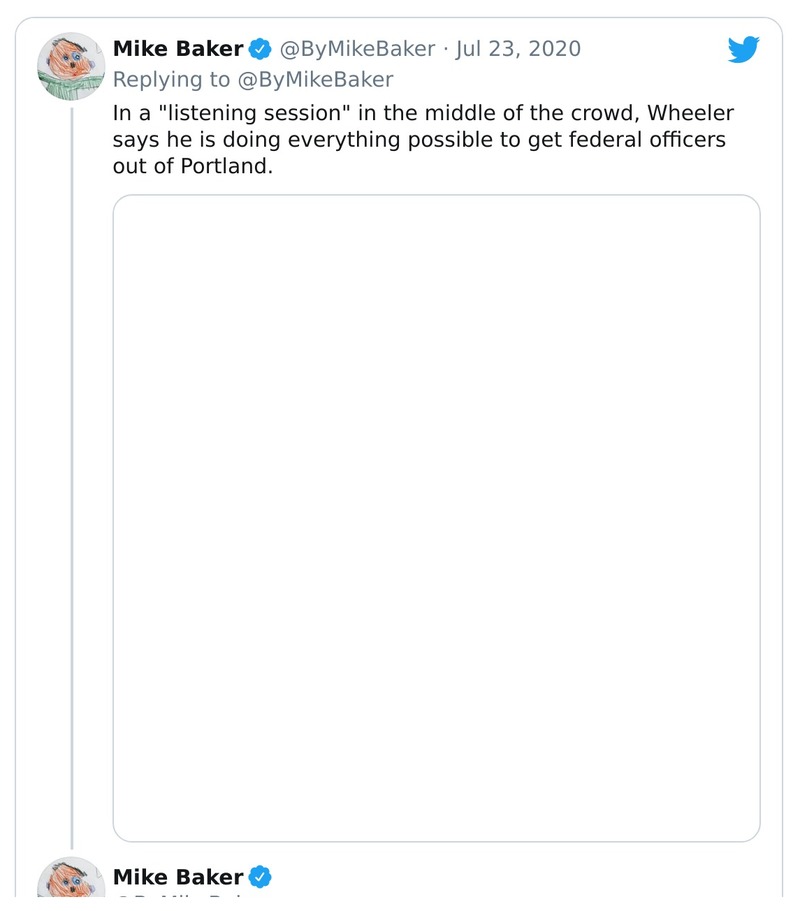 Mike Baker @ByMikeBaker · Jul 23, 2020
Replying to @ByMikeBaker
In a "listening session" in the middle of the crowd, Wheeler
says he is doing everything possible to get federal officers
out of Portland.
Mike Baker